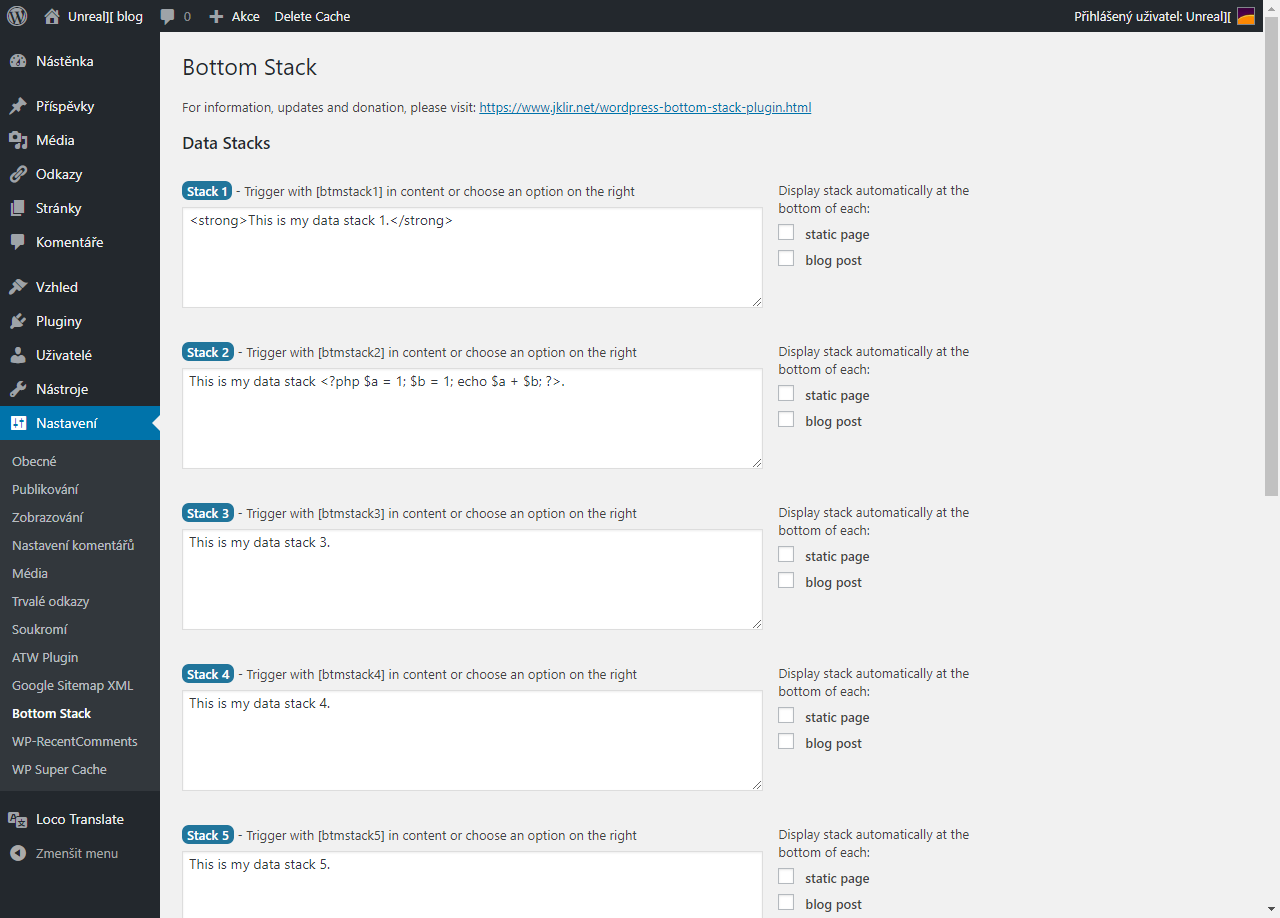 Unreal][ blog
0
Akce
Delete Cache
Přihlášený uživatel: Unreal][
Nástěnka
Příspěvky
Média
Odkazy
Stránky
Komentáře
Vzhled
Pluginy
Uživatelé
Nástroje
Nastavení
Obecné
Publikování
Zobrazování
Nastavení komentářů
Média
Trvalé odkazy
Soukromí
ATW Plugin
Google Sitemap XML
Bottom Stack
WP-RecentComments
WP Super Cache
Loco Translate
Zmenšit menu
Bottom Stack
For information, updates and donation, please visit: https://www.jklir.net/wordpress-bottom-stack-plugin.html
Data Stacks
Stack 1 - Trigger with [btmstack1] in content or choose an option on the right
<strong>This is my data stack 1.</strong>
Display stack automatically at the
bottom of each:
static page
blog post
Stack 2 - Trigger with [btmstack2] in content or choose an option on the right
This is my data stack <?php $a = 1; $b = 1; echo $a + $b; ?>.
Display stack automatically at the
bottom of each:
static page
blog post
Stack 3 - Trigger with [btmstack3] in content or choose an option on the right
This is my data stack 3.
Display stack automatically at the
bottom of each:
static page
blog post
Stack 4 - Trigger with [btmstack4] in content or choose an option on the right
This is my data stack 4.
Display stack automatically at the
bottom of each:
static page
blog post
Stack 5 - Trigger with [btmstack5] in content or choose an option on the right
This is my data stack 5.
Display stack automatically at the
bottom of each:
static page
blog post